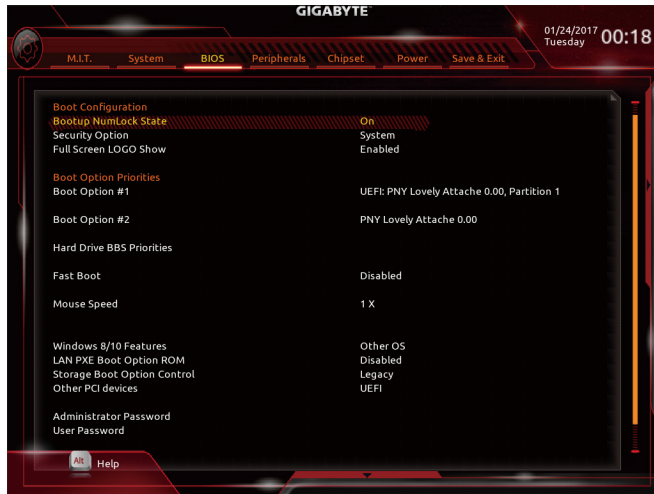 GIGABYTE
01/24/2017
Tuesday
00:18
M.I.T. System BIOS Peripherals Chipset Power Save & Exit
Boot Configuration
Bootup NumLock State On
Security Option System
Full Screen LOGO Show Enabled
Boot Option Priorities
Boot Option #1 UEFI: PNY Lovely Attache 0.00, Partition 1
Boot Option #2 PNY Lovely Attache 0.00
Hard Drive BBS Priorities
Fast Boot Disabled
Mouse Speed 1 X
Windows 8/10 Features Other OS
LAN PXE Boot Option ROM Disabled
Storage Boot Option Control Legacy
Other PCI devices UEFI
Administrator Password
User Password
Alt Help